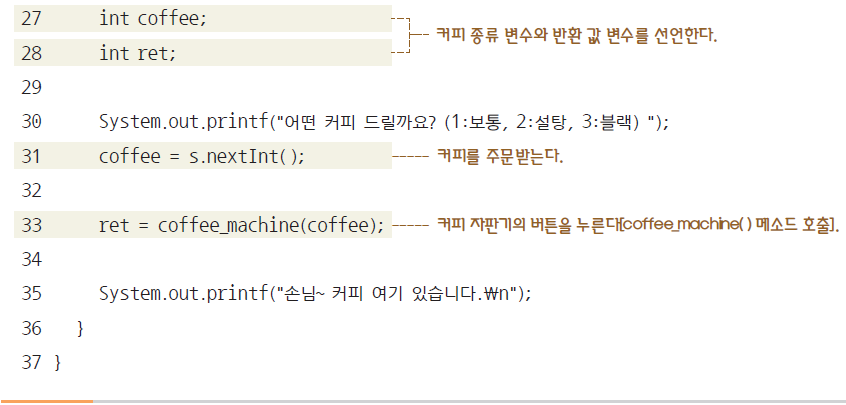 27 int coffee;
커피 종류 변수와 반환 값 변수를 선언한다.
28 int ret;
29
30 System.out.printf("어떤 커피 드릴까요? (1:보통, 2:설탕, 3:블랙) ");
31 coffee = s.nextInt( ); ----- 커피를 주문받는다.
32
33 ret = coffee_machine(coffee); ----- 커피 자판기의 버튼을 누른다[coffee_machine( ) 메소드 호출].
34
35 System.out.printf("손님~ 커피 여기 있습니다.₩n");
36 }
37 }